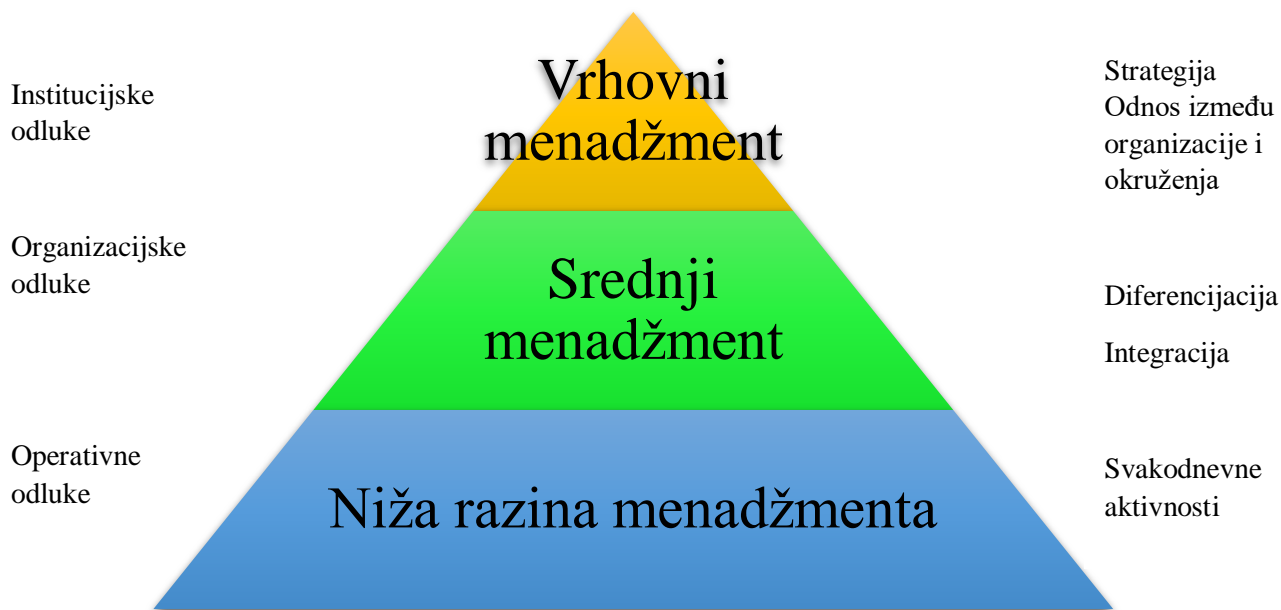 Institucijske
odluke
Vrhovni
menadžment
Strategija
Odnos između
organizacije i
okruženja
Organizacijske
odluke
Srednji
menadžment
Diferencijacija
Integracija
Operativne
odluke
Niža razina menadžmenta
Svakodnevne
aktivnosti